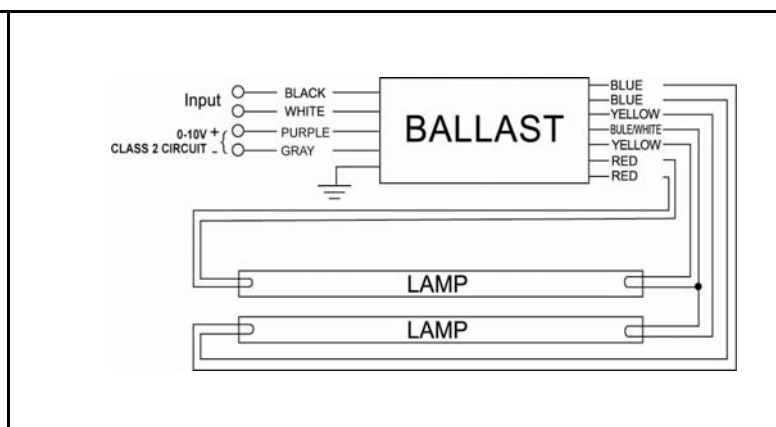 Input
BLACK
WHITE
0-10V +
CLASS 2 CIRCUIT -
PURPLE
GRAY
BALLAST
BLUE
BLUE
YELLOW
BULE/WHITE
YELLOW
RED
RED
LAMP
LAMP